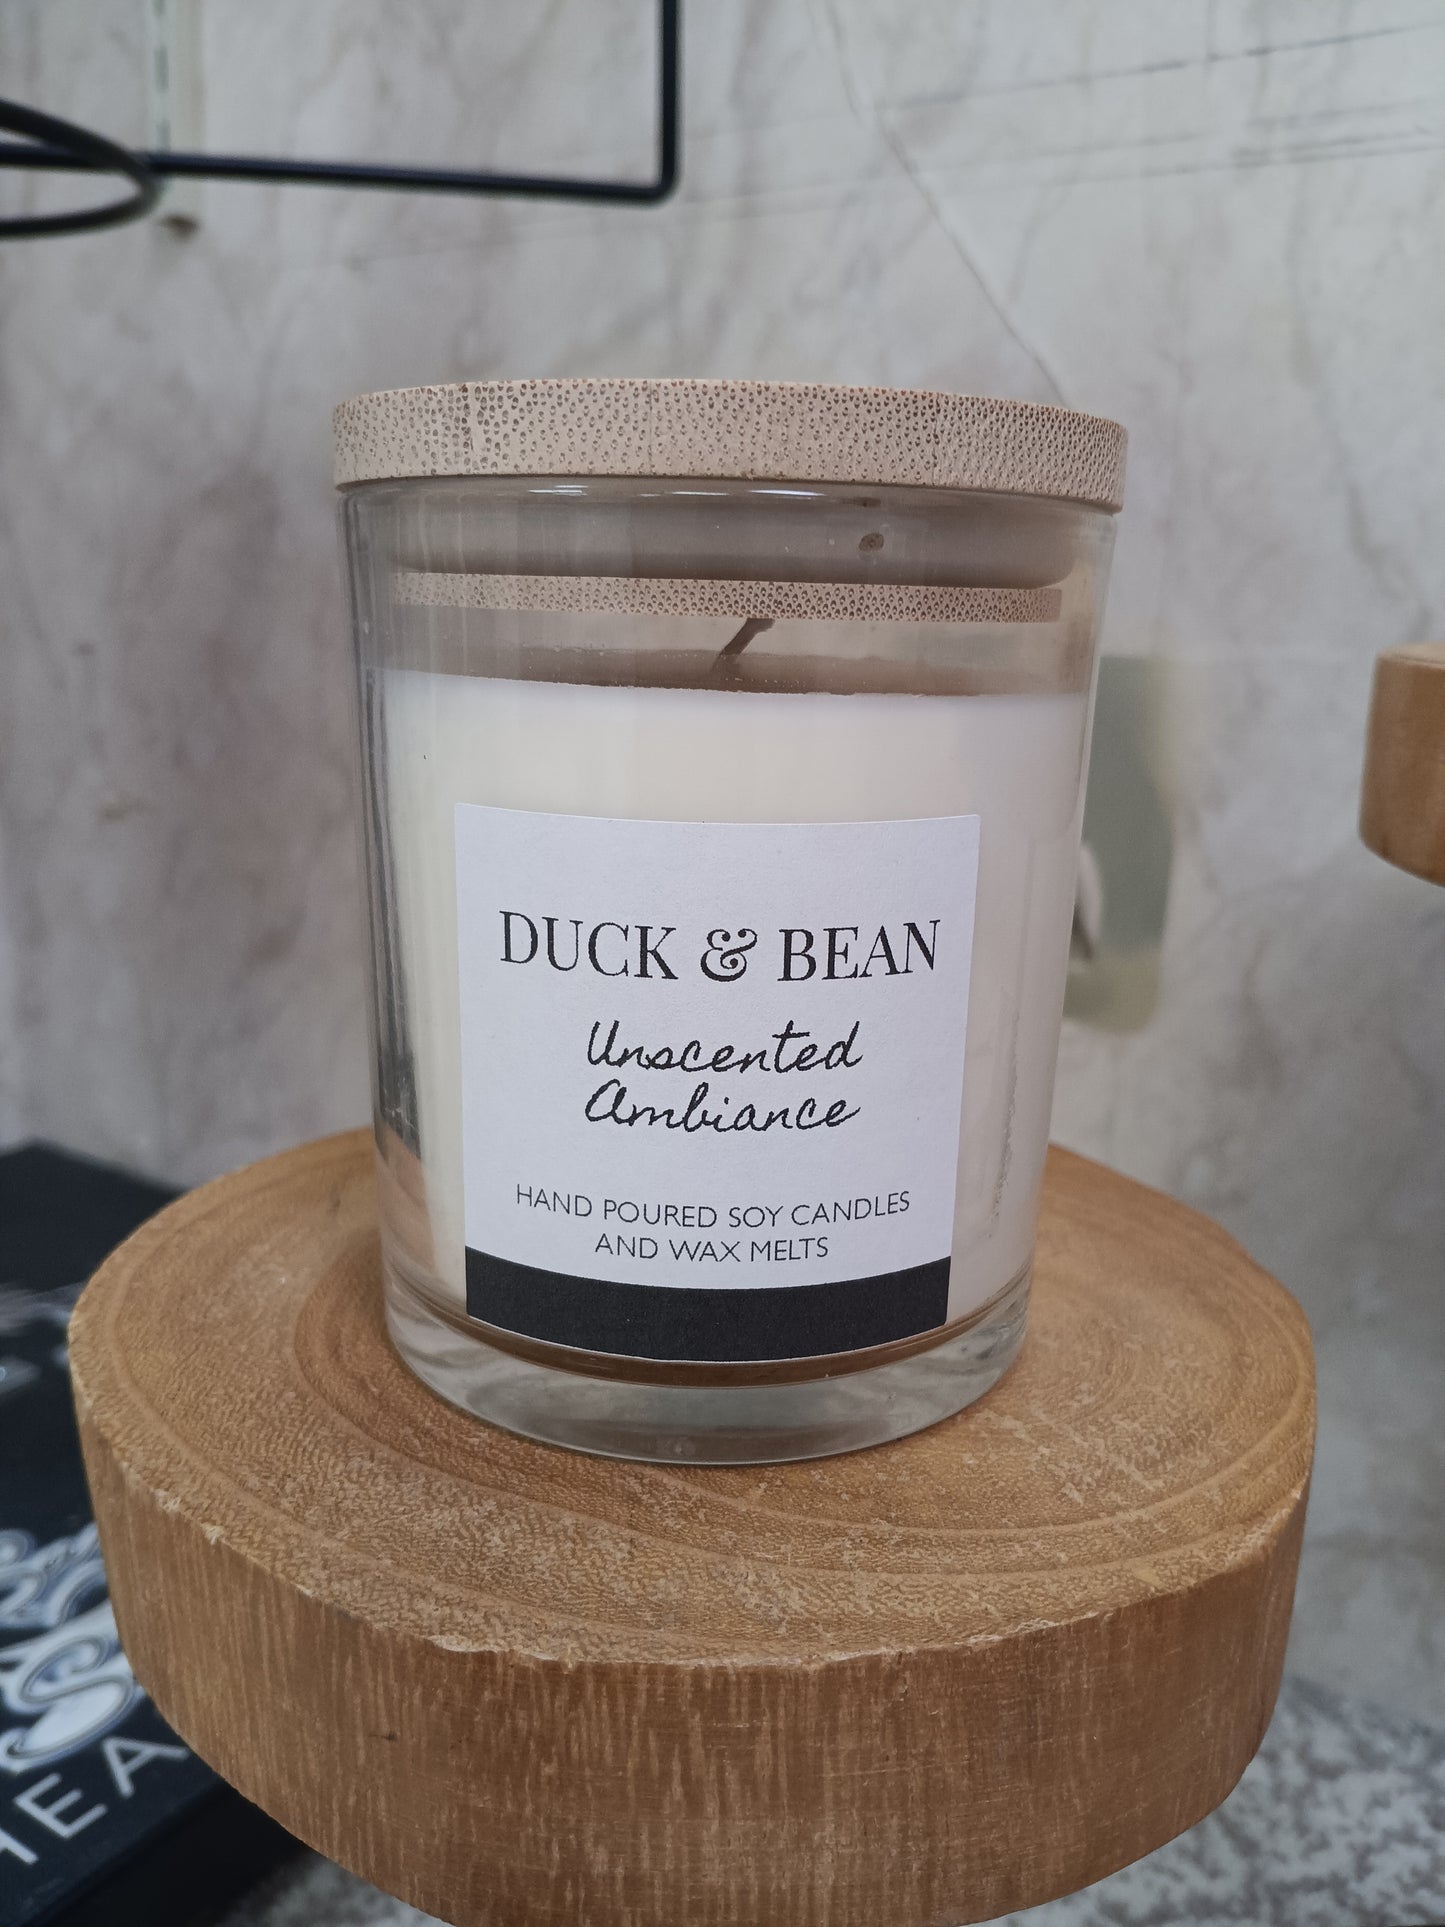 DUCK & BEAN
Unscented
Ambiance
HAND POURED SOY CANDLES
AND WAX MELTS